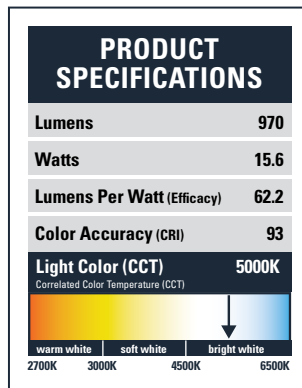 PRODUCT
SPECIFICATIONS
Lumens 970
Watts 15.6
Lumens Per Watt (Efficacy) 62.2
Color Accuracy (CRI) 93
Light Color (CCT) 5000K
Correlated Color Temperature (CCT)
warm white soft white bright white
2700K 3000K 4500K 6500K